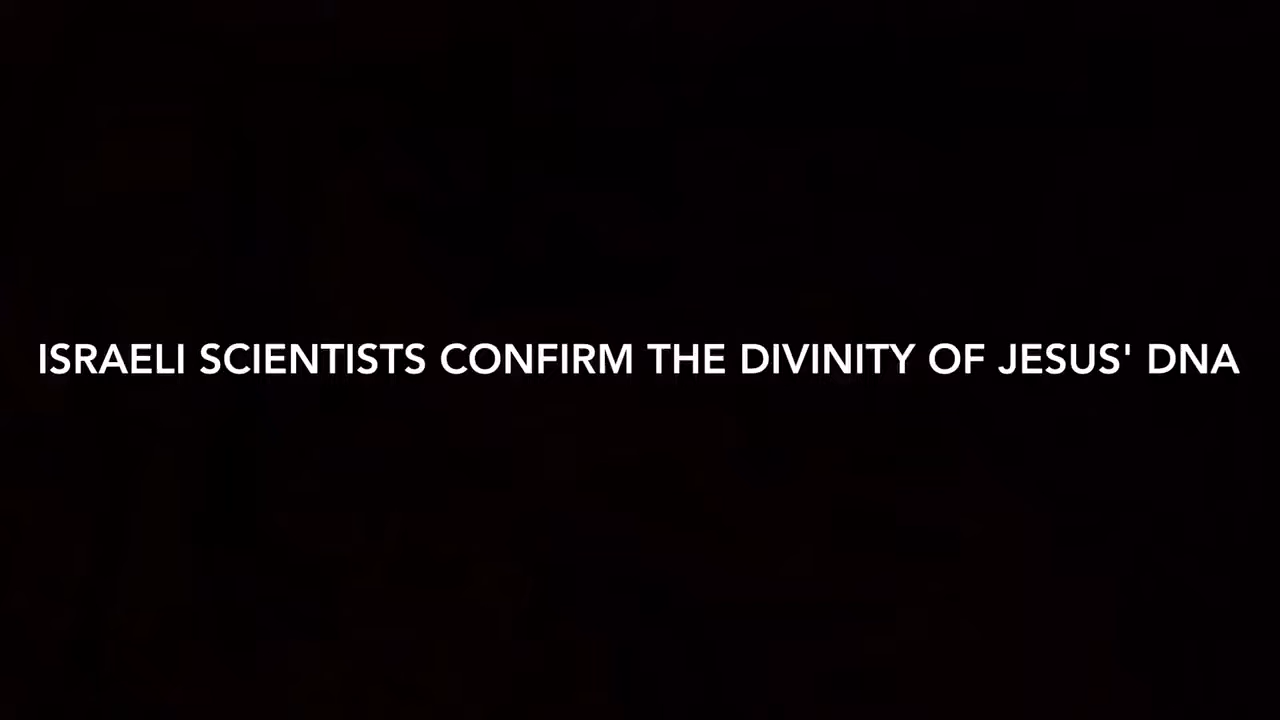 ISRAELI SCIENTISTS CONFIRM THE DIVINITY OF JESUS' DNA